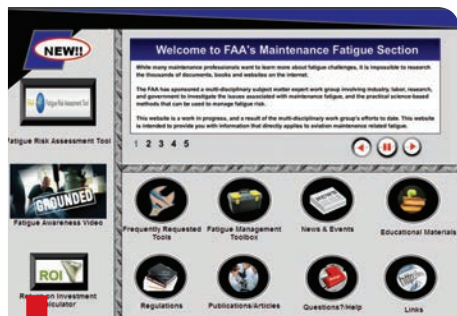 NEW!!
Fatigue Risk Assessment Tool
Fatigue Risk Assessment Tool
GROUNDED
Fatigue Awareness Video
ROI
Return on Investment
Calculator
Welcome to FAA's Maintenance Fatigue Section
While many maintenance professionals want to learn more about fatigue challenges, it is impossible to research
the thousands of documents, books and websites on the internet.
The FAA has sponsored a multi-disciplinary subject matter expert work group involving industry, labor, research,
and government to investigate the issues associated with maintenance fatigue, and the practical science-based
methods that can be used to manage fatigue risk.
This website is a work in progress, and a result of the multi-disciplinary work group's efforts to date. This website
is intended to provide you with information that directly applies to aviation maintenance related fatigue.
1 2 3 4 5
Frequently Requested
Tools
Fatigue Management
Toolbox
News & Events
Educational Materials
Regulations
Publications/Articles
Questions?/Help
Links
NEWS
http://